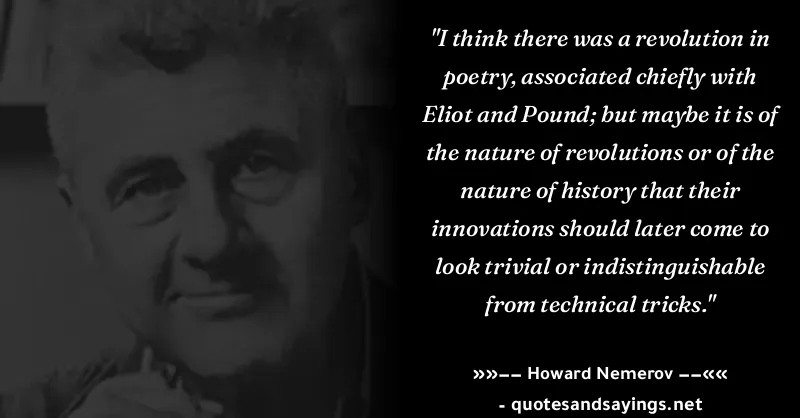 "I think there was a revolution in
poetry, associated chiefly with
Eliot and Pound; but maybe it is of
the nature of revolutions or of the
nature of history that their
innovations should later come to
look trivial or indistinguishable
from technical tricks."
»»—— Howard Nemerov ——««
- quotesandsayings.net